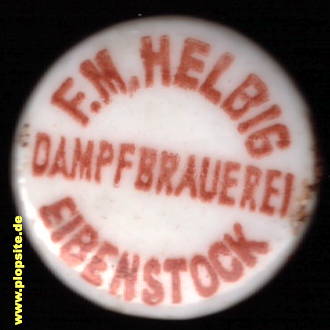 F.M. HELBIG
DAMPFBRAUEREI
EIBENSTOCK
www.plopsite.de